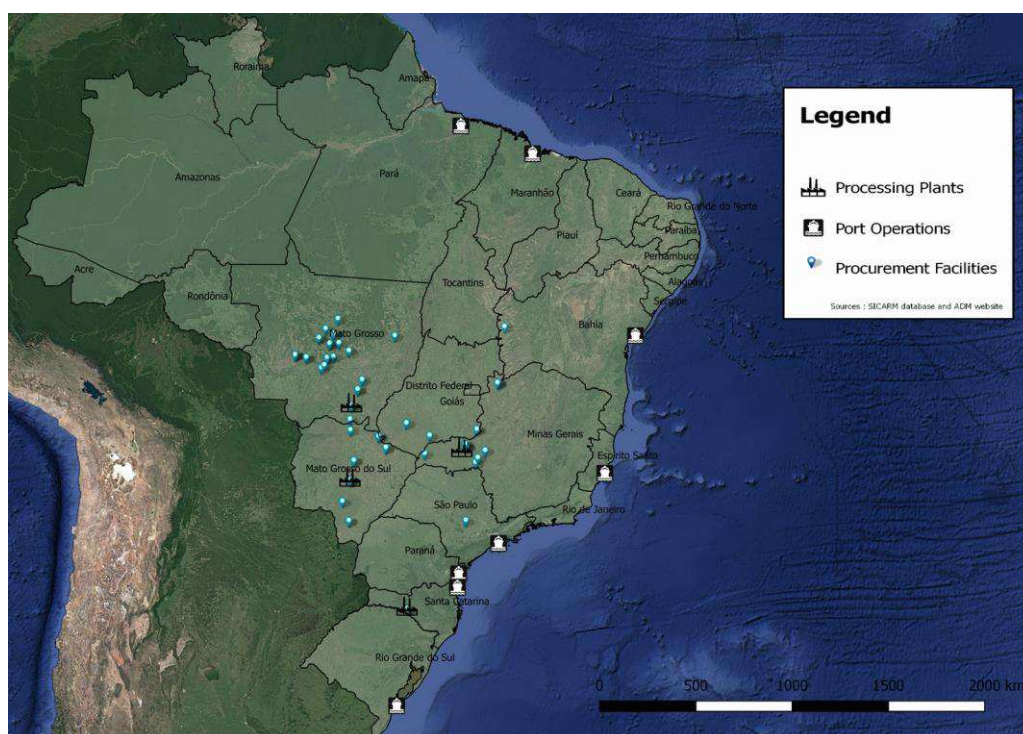 Roraima
Amapá
Legend
Amazonas
Pará
Maranhão
Ceará
Rio Grande do Norte
Processing Plants
Piauí
Paraíba
Port Operations
Pernambuco
Acre
Rondônia
Tocantins
Alagoas
Procurement Facilities
Sergipe
Bahia
Sources : SICARM database and ADM website
Mato Grosso
Distrito Federal
Goiás
Minas Gerais
Espírito Santo
Mato Grosso do Sul
São Paulo
Rio de Janeiro
Paraná
Santa Catarina
Rio Grande do Sul
0 500 1000 1500 2000 km